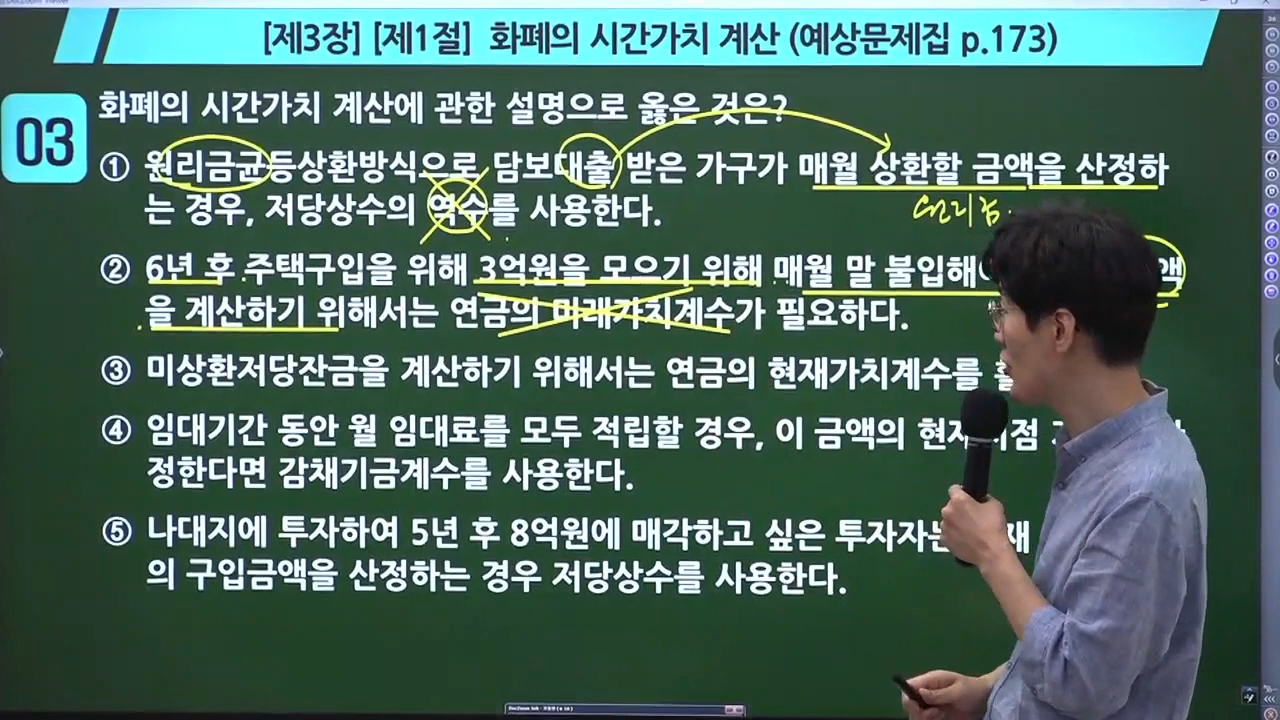 [제3장] [제1절] 화폐의 시간가치 계산 (예상문제집 p.173)
03
화폐의 시간가치 계산에 관한 설명으로 옳은 것은?
① 원리금균등상환방식으로 담보대출 받은 가구가 매월 상환할 금액을 산정하
는 경우, 저당상수의 역수를 사용한다.
원리금.
② 6년 후 주택구입을 위해 3억원을 모으기 위해 매월 말 불입해야 액
을 계산하기 위해서는 연금의 미래가치계수가 필요하다.
③ 미상환저당잔금을 계산하기 위해서는 연금의 현재가치계수를
④ 임대기간 동안 월 임대료를 모두 적립할 경우, 이 금액의 현재시점
정한다면 감채기금계수를 사용한다.
⑤ 나대지에 투자하여 5년 후 8억원에 매각하고 싶은 투자자는 재
의 구입금액을 산정하는 경우 저당상수를 사용한다.